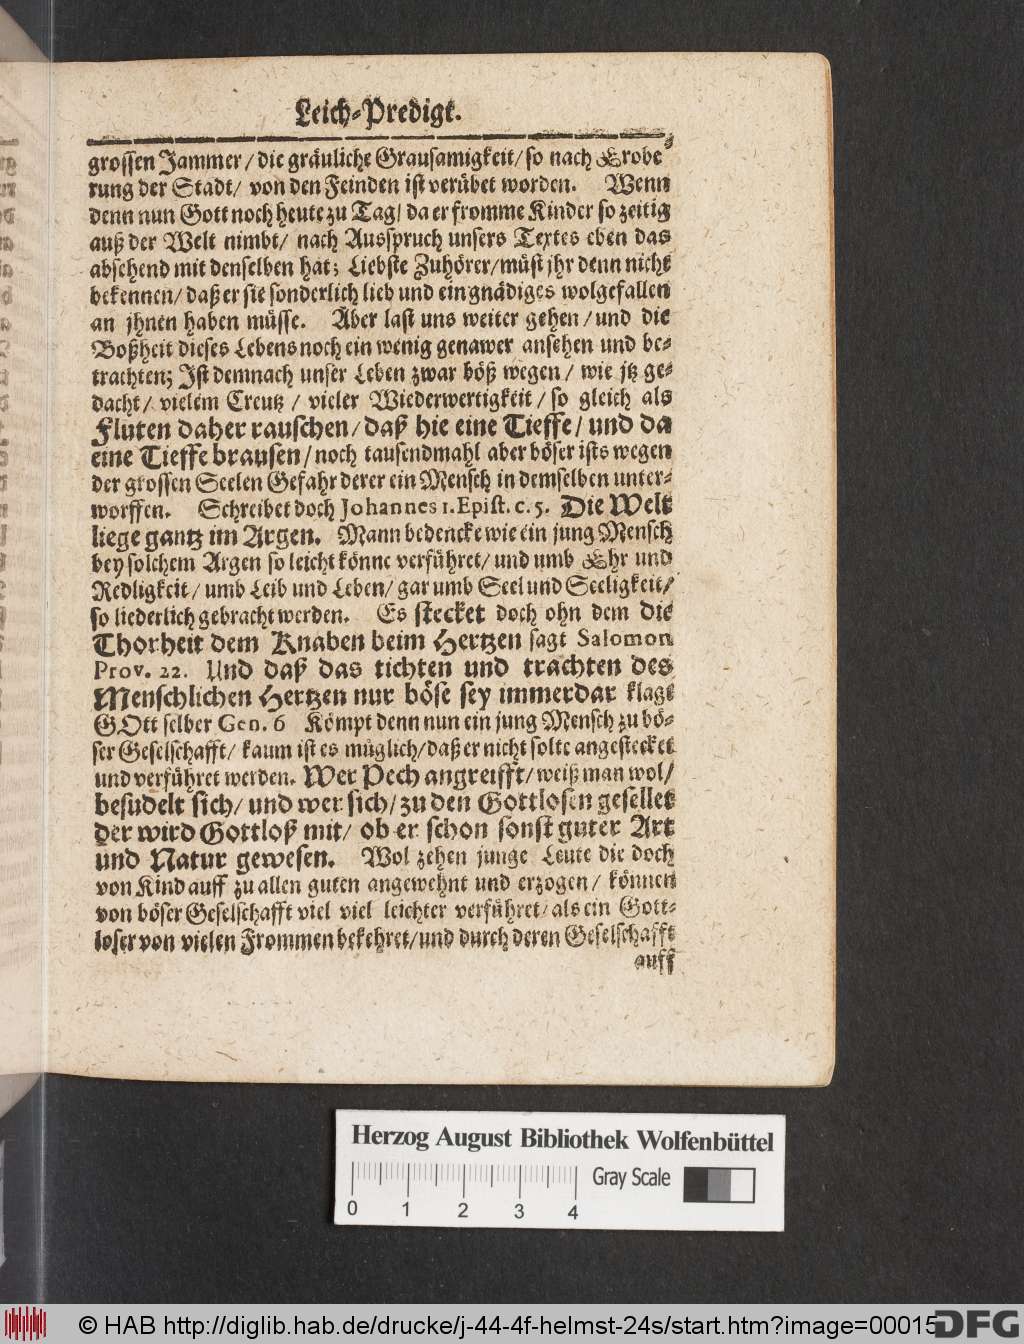 Leich-Predigt.
grossen Jammer / die gräuliche Grausamigkeit / so nach Erobe-
rung der Stadt / von den Feinden ist verübet worden. Wenn
denn nun Gott noch heute zu Tag / da er fromme Kinder so zeitig
auß der Welt nimbt / nach Ausspruch unsers Textes eben das
absehend mit denselben hat; Liebste Zuhörer / müst jhr denn nicht
bekennen / daß er sie sonderlich lieb und ein gnädiges wolgefallen
an jhnen haben müsse. Aber last uns weiter gehen / und die
Boßheit dieses Lebens noch ein wenig genawer ansehen und be-
trachten; Ist demnach unser Leben zwar böß wegen / wie jtz ge-
dacht / vielem Creutz / vieler Wiederwertigkeit / so gleich als
Fluten daher rauschen / daß hie eine Tieffe / und da
eine Tieffe brausen / noch tausendmahl aber böser ists wegen
der grossen Seelen Gefahr derer ein Mensch in demselben unter-
worffen. Schreibet doch Johannes 1. Epist. c. 5. Die Welt
liege gantz im Argen. Mann bedencke wie ein jung Mensch
bey solchem Argen so leicht könne verführet / und umb Ehr und
Redligkeit / umb Leib und Leben / gar umb Seel und Seeligkeit /
so liederlich gebracht werden. Es stecket doch ohn dem die
Thorheit dem Knaben beim Hertzen sagt Salomon
Prov. 22. Und daß das tichten und trachten des
Menschlichen Hertzen nur böse sey immerdar klagt
GOtt selber Gen. 6 Kömpt denn nun ein jung Mensch zu bö-
ser Geselschafft / kaum ist es müglich / daß er nicht solte angestecket
und verführet werden. Wer Pech angreifft / weiß man wol /
besudelt sich / und wer sich / zu den Gottlosen gesellet
der wird Gottloß mit / ob er schon sonst guter Art
und Natur gewesen. Wol zehen junge Leute die doch
von Kind auff zu allen guten angewehnt und erzogen / können
von böser Geselschafft viel viel leichter verführet / als ein Gott-
loser von vielen Frommen bekehret / und durch deren Geselschafft
auff
Herzog August Bibliothek Wolfenbüttel
Gray Scale
0 1 2 3 4
© HAB http://diglib.hab.de/drucke/j-44-4f-helmst-24s/start.htm?image=00015
DFG